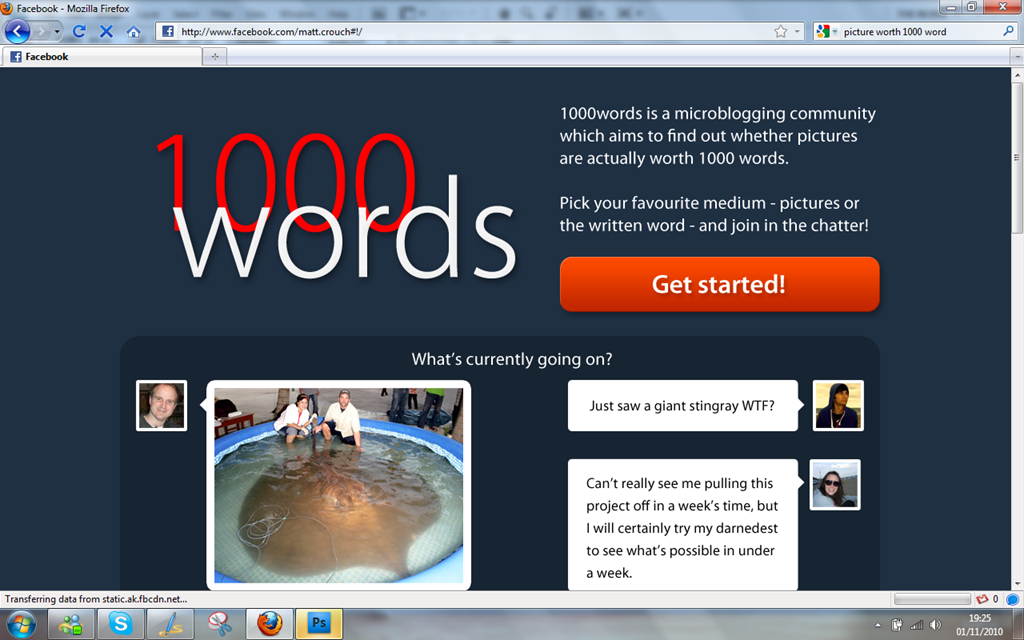 Facebook - Mozilla Firefox
http://www.facebook.com/matt.crouch#!/
picture worth 1000 word
Facebook
1000
words
1000words is a microblogging community
which aims to find out whether pictures
are actually worth 1000 words.
Pick your favourite medium - pictures or
the written word - and join in the chatter!
Get started!
What's currently going on?
Just saw a giant stingray WTF?
Can't really see me pulling this
project off in a week's time, but
I will certainly try my darnedest
to see what's possible in under
a week.
Transferring data from static.ak.fbcdn.net...
0
Ps
19:25
01/11/2010